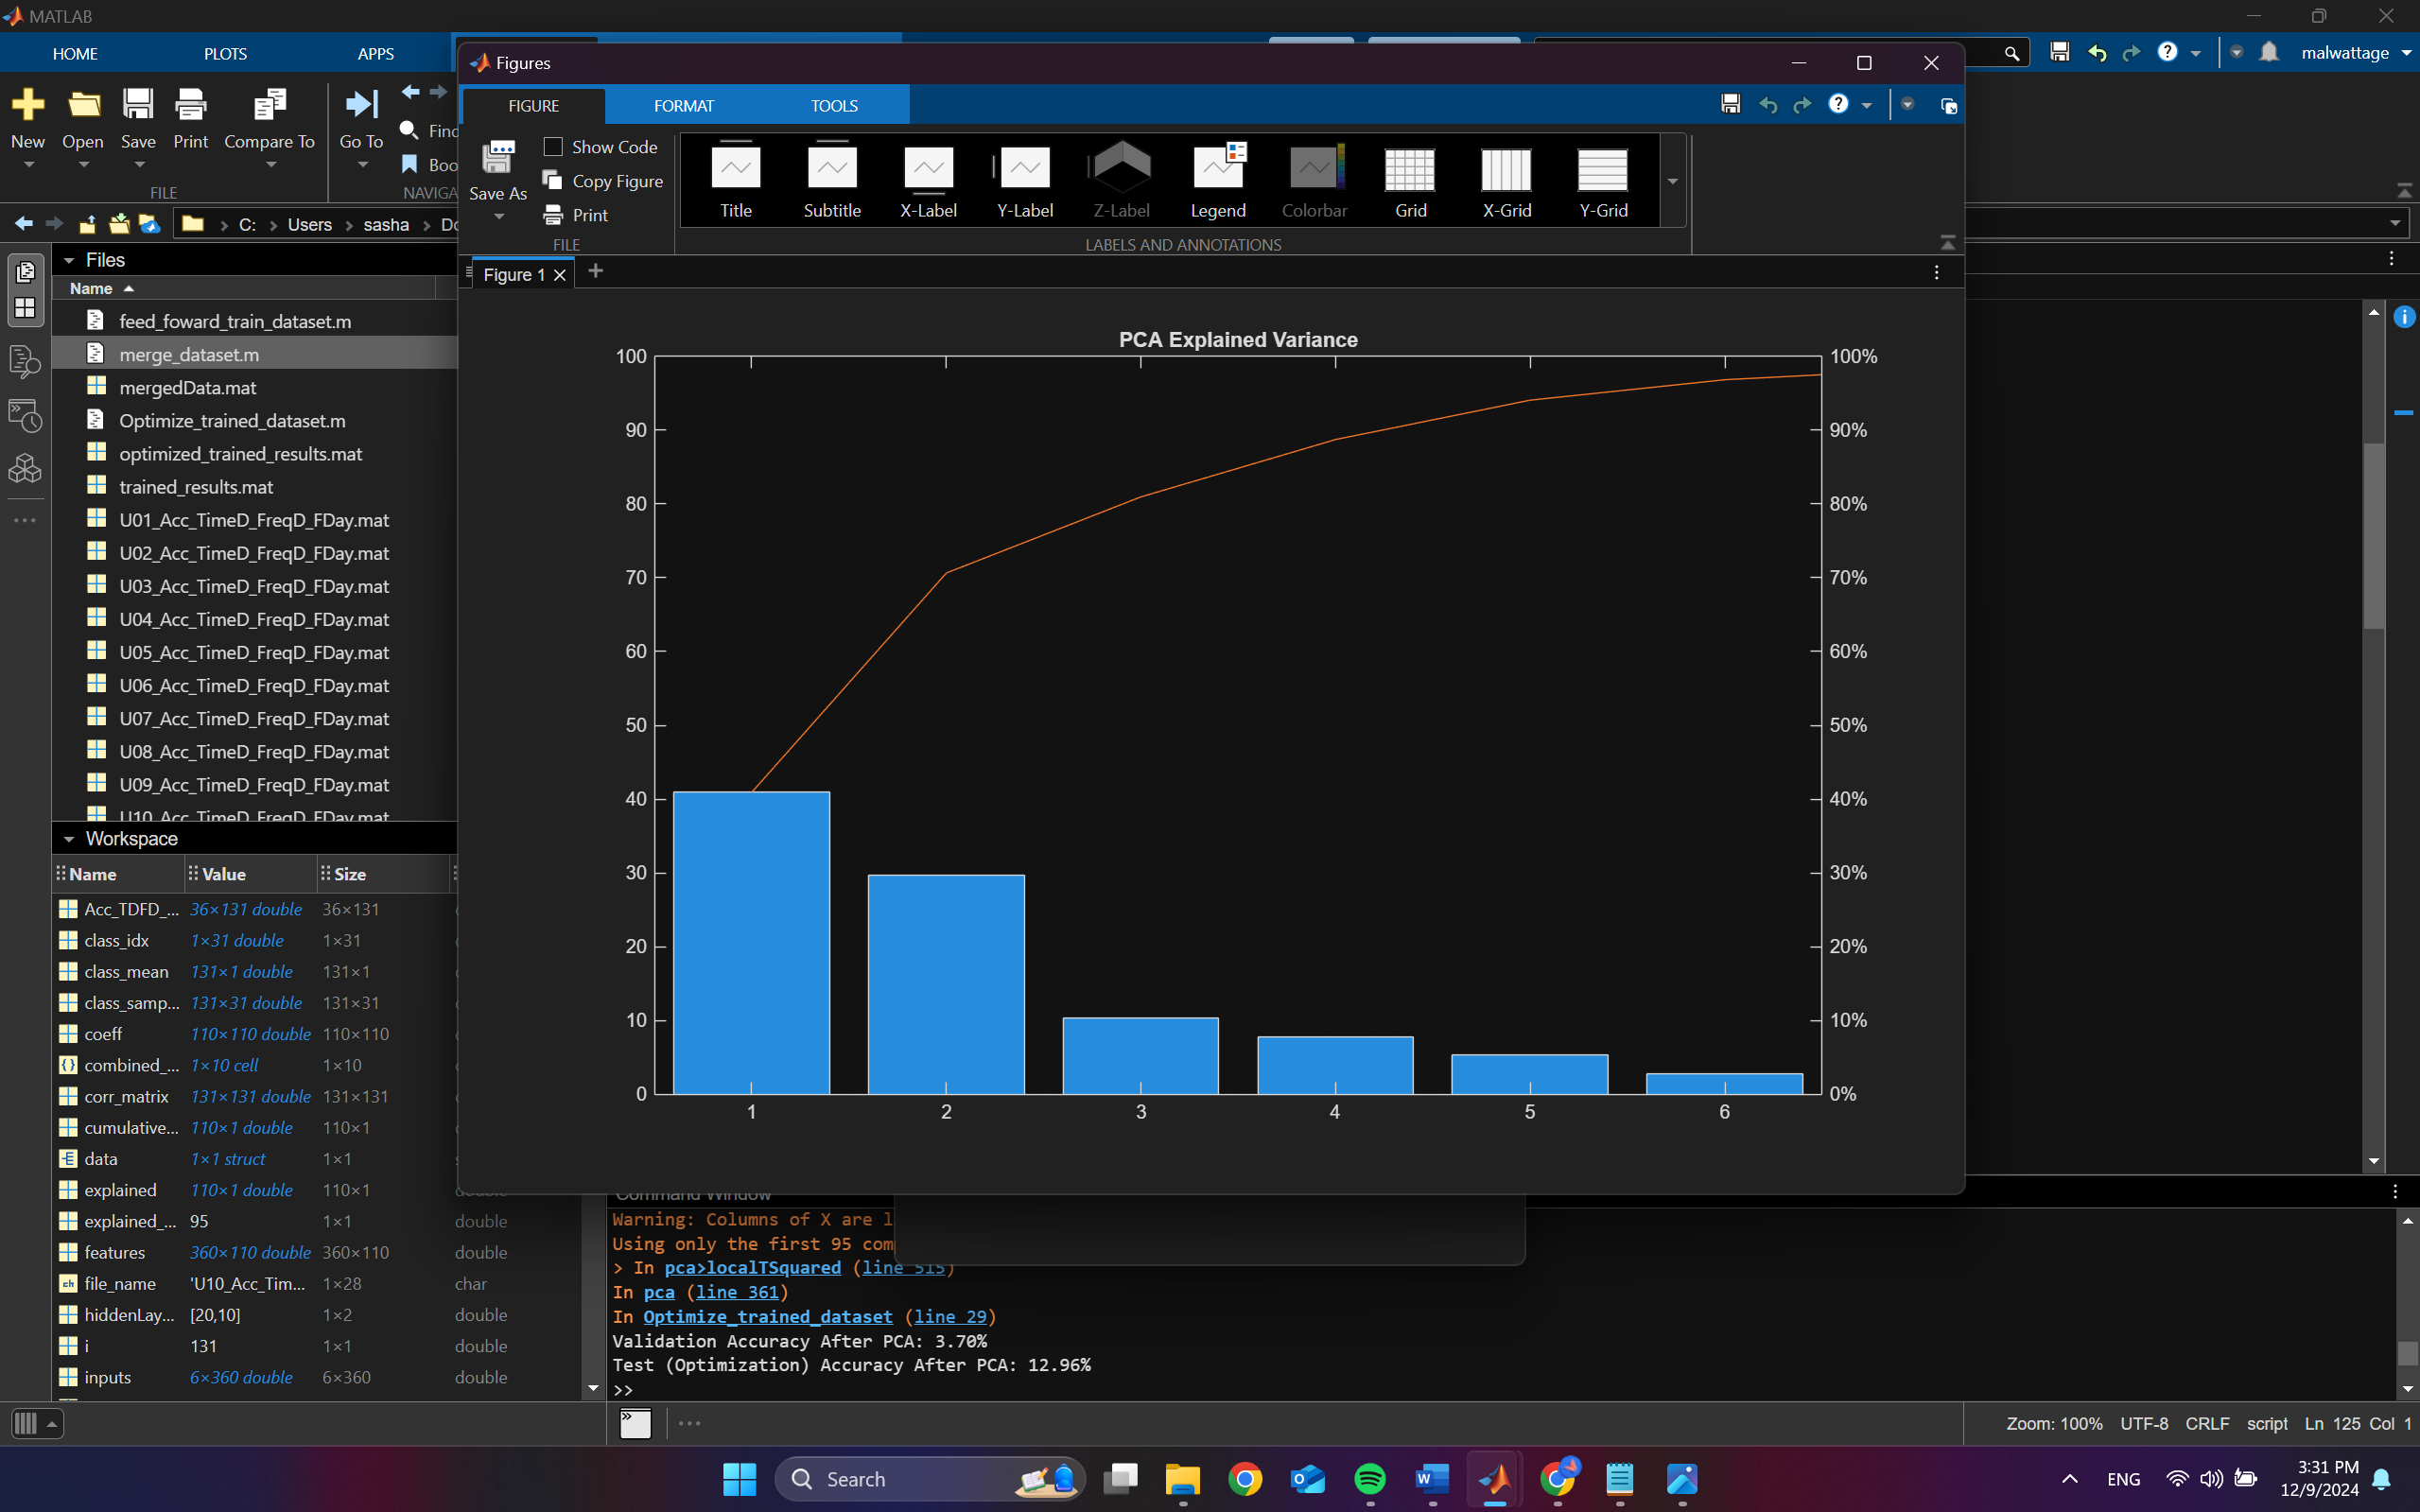 MATLAB
HOME PLOTS APPS
malwattage
Figures
FIGURE FORMAT TOOLS
New Open Save Print Compare To Go To Find
FILE
Save As
Show Code
Copy Figure
Print
FILE
Title Subtitle X-Label Y-Label Z-Label Legend Colorbar Grid X-Grid Y-Grid
LABELS AND ANNOTATIONS
C: > Users > sasha >
Figure 1
Files
Name
feed_foward_train_dataset.m
merge_dataset.m
mergedData.mat
Optimize_trained_dataset.m
optimized_trained_results.mat
trained_results.mat
U01_Acc_TimeD_FreqD_FDay.mat
U02_Acc_TimeD_FreqD_FDay.mat
U03_Acc_TimeD_FreqD_FDay.mat
U04_Acc_TimeD_FreqD_FDay.mat
U05_Acc_TimeD_FreqD_FDay.mat
U06_Acc_TimeD_FreqD_FDay.mat
U07_Acc_TimeD_FreqD_FDay.mat
U08_Acc_TimeD_FreqD_FDay.mat
U09_Acc_TimeD_FreqD_FDay.mat
U10_Acc_TimeD_FreqD_FDay.mat
PCA Explained Variance
100 100%
90 90%
80 80%
70 70%
60 60%
50 50%
40 40%
30 30%
20 20%
10 10%
0 0%
1 2 3 4 5 6
Workspace
Name Value Size
Acc_TDFD_... 36×131 double 36×131
class_idx 1×31 double 1×31
class_mean 131×1 double 131×1
class_samp... 131×31 double 131×31
coeff 110×110 double 110×110
combined_... 1×10 cell 1×10
corr_matrix 131×131 double 131×131
cumulative... 110×1 double 110×1
data 1×1 struct 1×1
explained 110×1 double 110×1
explained_... 95 1×1 double
features 360×110 double 360×110 double
file_name 'U10_Acc_Tim... 1×28 char
hiddenLay... [20,10] 1×2 double
i 131 1×1 double
inputs 6×360 double 6×360 double
Command Window
Warning: Columns of X are
Using only the first 95
> In pca>localTSquared (line 515)
In pca (line 361)
In Optimize_trained_dataset (line 29)
Validation Accuracy After PCA: 3.70%
Test (Optimization) Accuracy After PCA: 12.96%
>>
Zoom: 100% UTF-8 CRLF script Ln 125 Col 1
Search
ENG
3:31 PM
12/9/2024